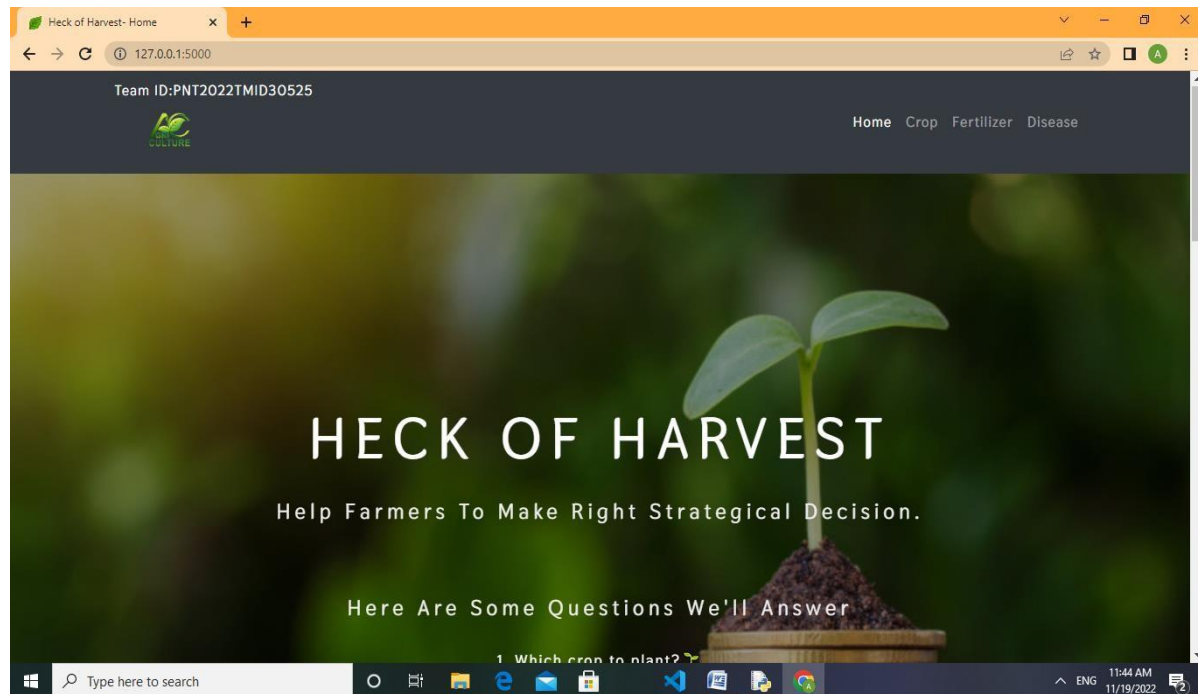 Heck of Harvest- Home
127.0.0.1:5000
A
Team ID:PNT2022TMID30525
CULTURE
Home Crop Fertilizer Disease
HECK OF HARVEST
Help Farmers To Make Right Strategical Decision.
Here Are Some Questions We'll Answer
1. Which crop to plant?
Type here to search
ENG
11:44 AM
11/19/2022
2